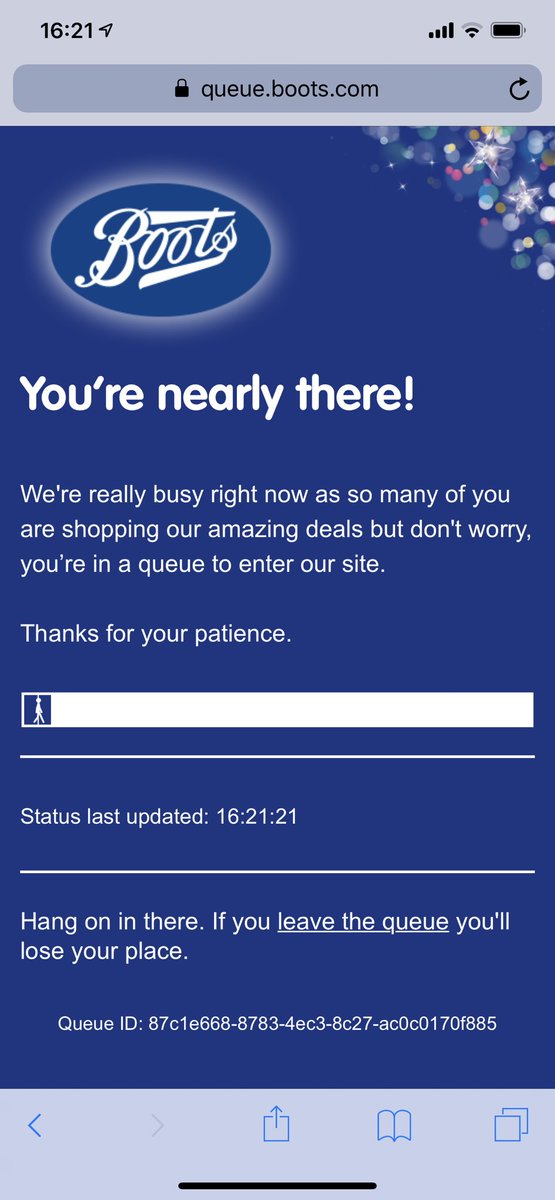 16:21
queue.boots.com
Boots
You're nearly there!
We're really busy right now as so many of you
are shopping our amazing deals but don't worry,
you’re in a queue to enter our site.
Thanks for your patience.
Status last updated: 16:21:21
Hang on in there. If you leave the queue you'll
lose your place.
Queue ID: 87c1e668-8783-4ec3-8c27-ac0c0170f885